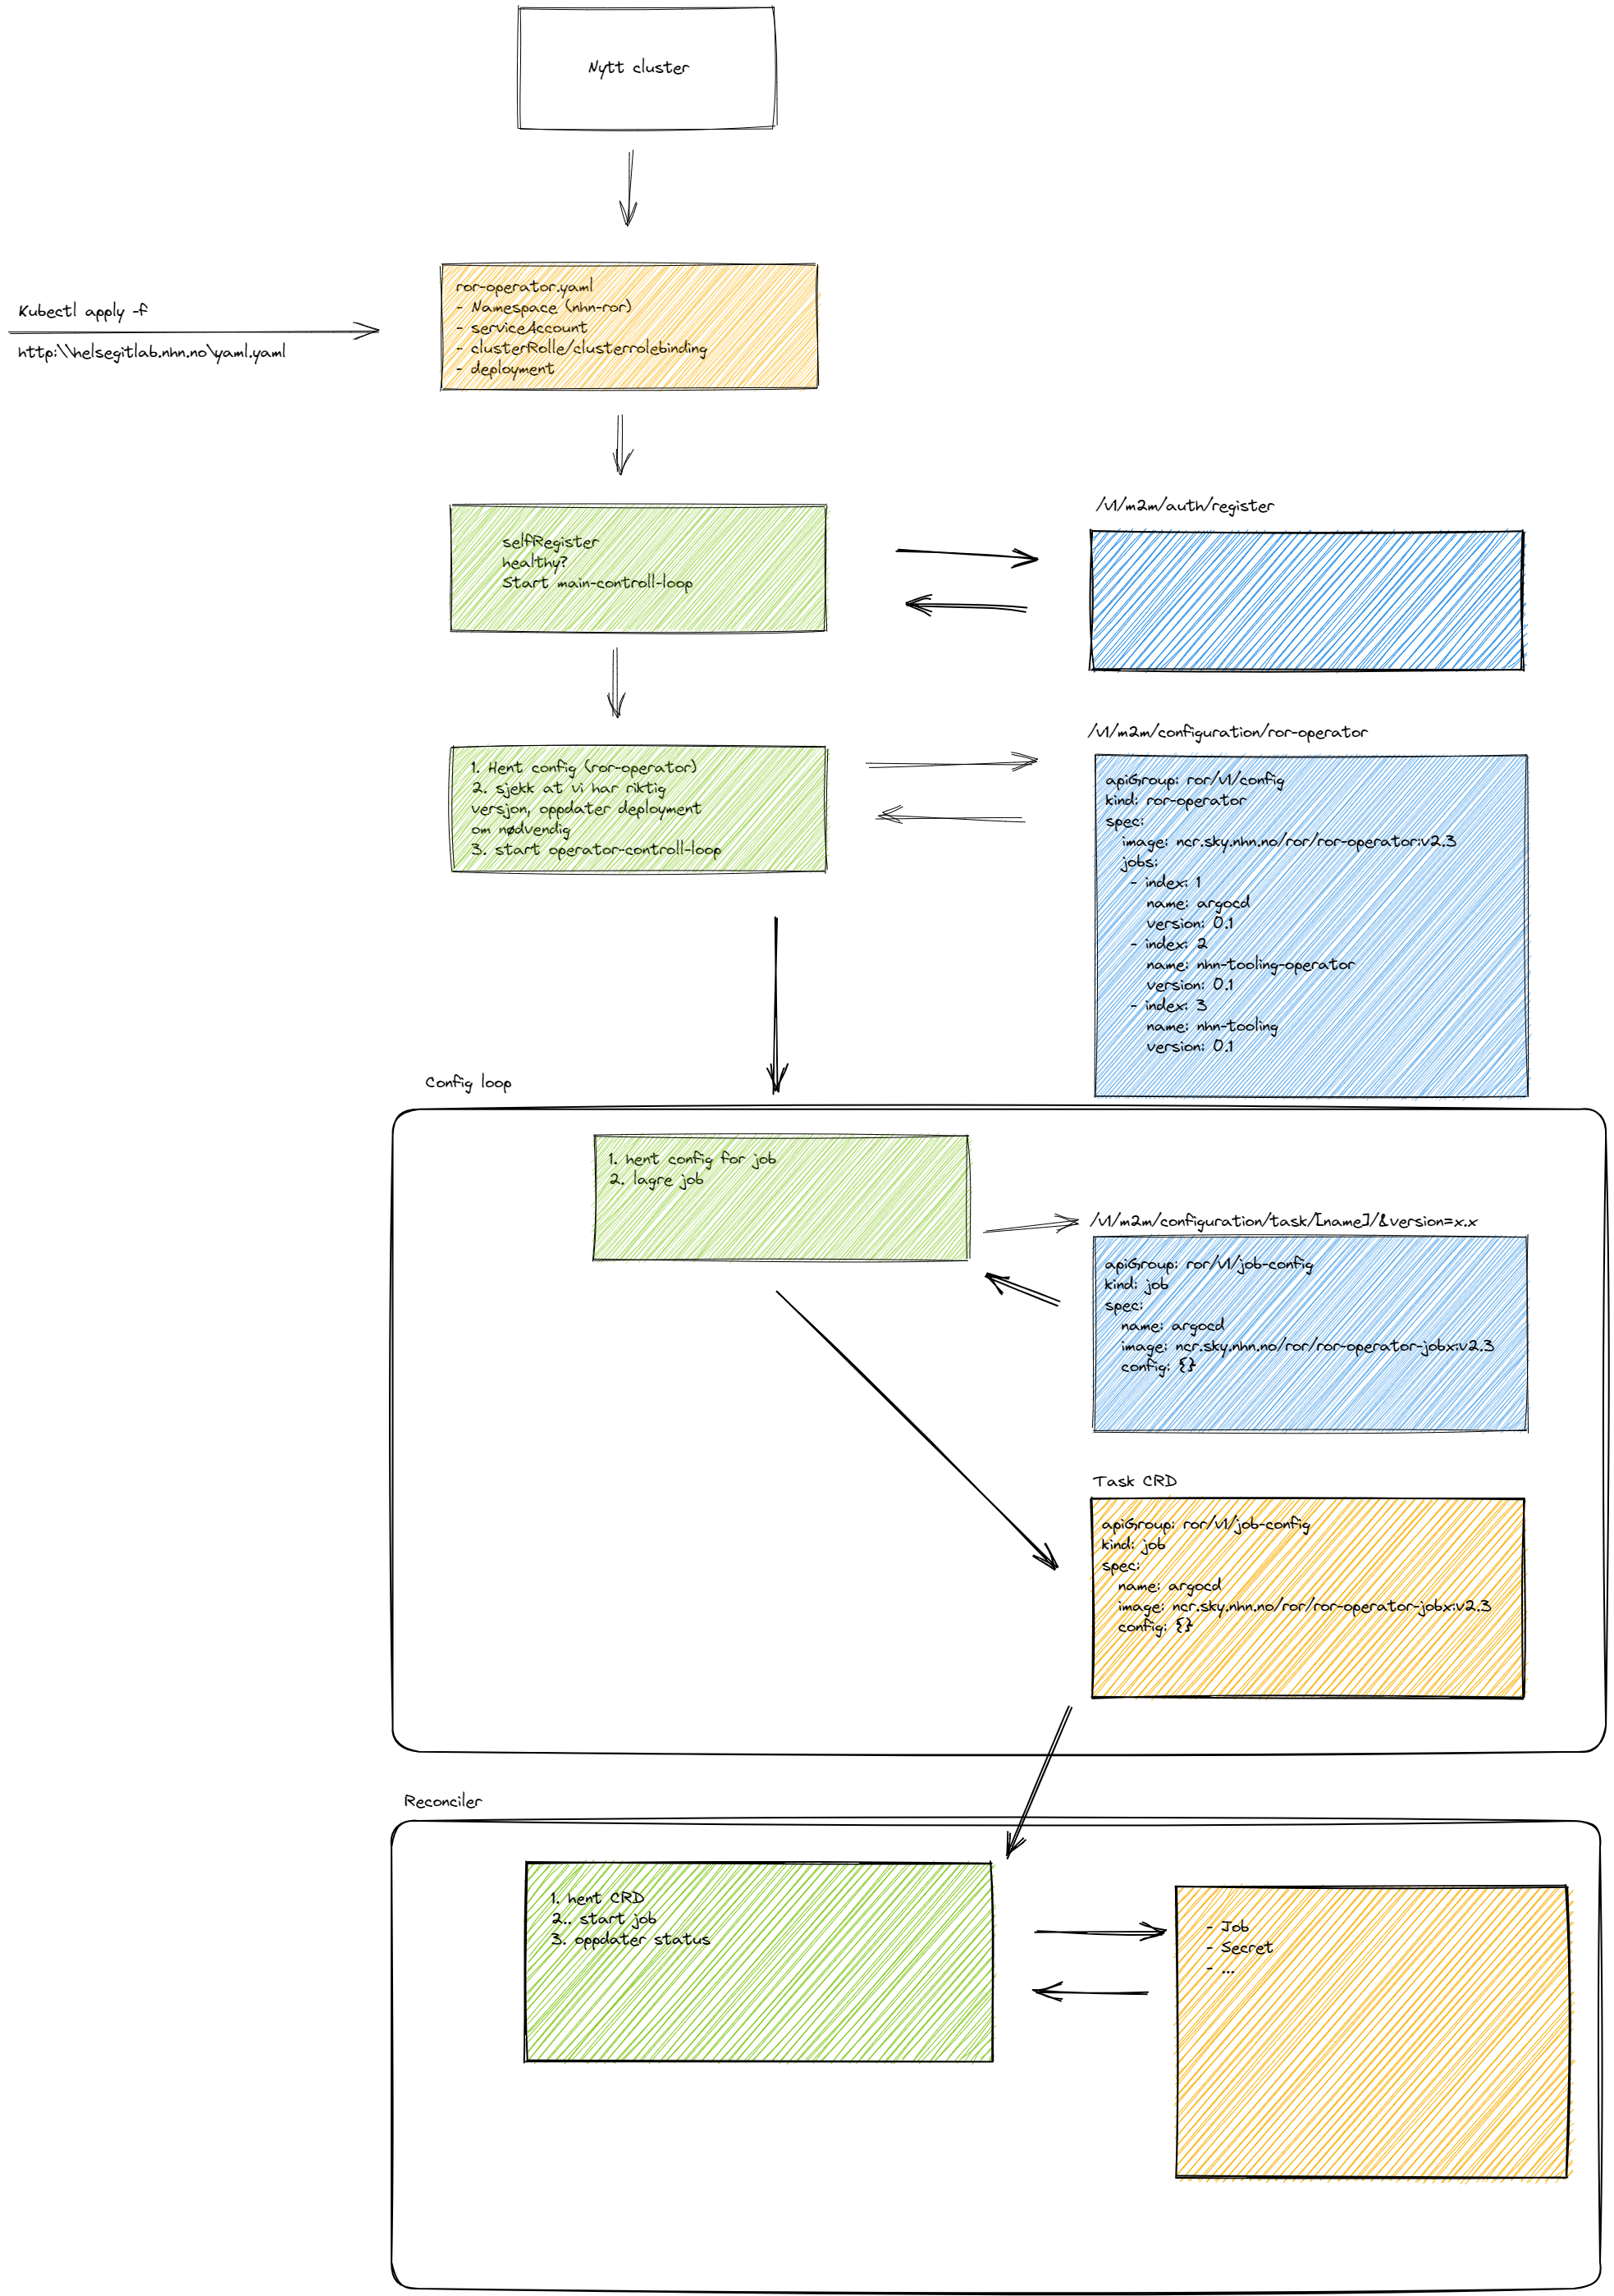 Nytt cluster
Kubectl apply -f
http:\\helsegitlab.nhn.no\yaml.yaml
ror-operator.yaml
- Namespace (nhn-ror)
- serviceAccount
- clusterRolle/clusterrolebinding
- deployment
selfRegister
healthy?
Start main-controll-loop
/v1/m2m/auth/register
1. Hent config (ror-operator)
2. sjekk at vi har riktig
versjon, oppdater deployment
om nødvendig
3. start operator-controll-loop
/v1/m2m/configuration/ror-operator
apiGroup: ror/v1/config
kind: ror-operator
spec:
image: ncr.sky.nhn.no/ror/ror-operator:v2.3
jobs:
- index: 1
name: argocd
version: 0.1
- index: 2
name: nhn-tooling-operator
version: 0.1
- index: 3
name: nhn-tooling
version: 0.1
Config loop
1. hent config for job
2. lagre job
/v1/m2m/configuration/task/[name]/&version=x.x
apiGroup: ror/v1/job-config
kind: job
spec:
name: argocd
image: ncr.sky.nhn.no/ror/ror-operator-jobx:v2.3
config: {}
Task CRD
apiGroup: ror/v1/job-config
kind: job
spec:
name: argocd
image: ncr.sky.nhn.no/ror/ror-operator-jobx:v2.3
config: {}
Reconciler
1. hent CRD
2.. start job
3. oppdater status
- Job
- Secret
- ...